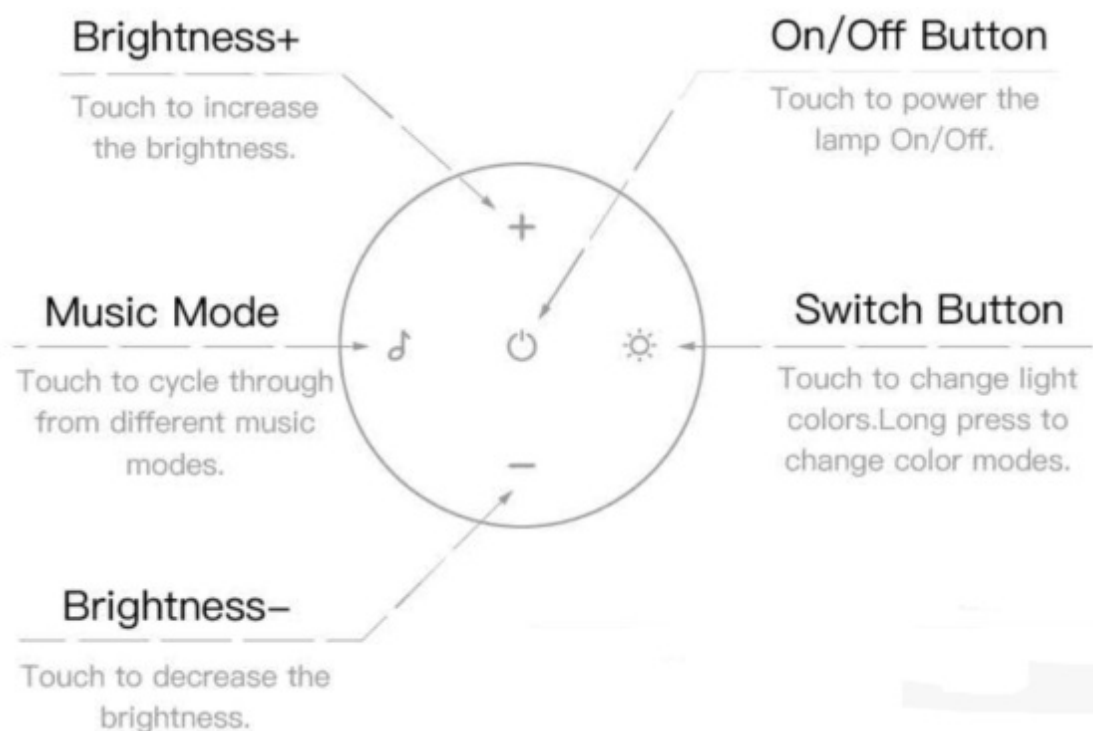 Brightness+
Touch to increase
the brightness.
On/Off Button
Touch to power the
lamp On/Off.
Music Mode
Touch to cycle through
from different music
modes.
Switch Button
Touch to change light
colors.Long press to
change color modes.
Brightness–
Touch to decrease the
brightness.
+
–